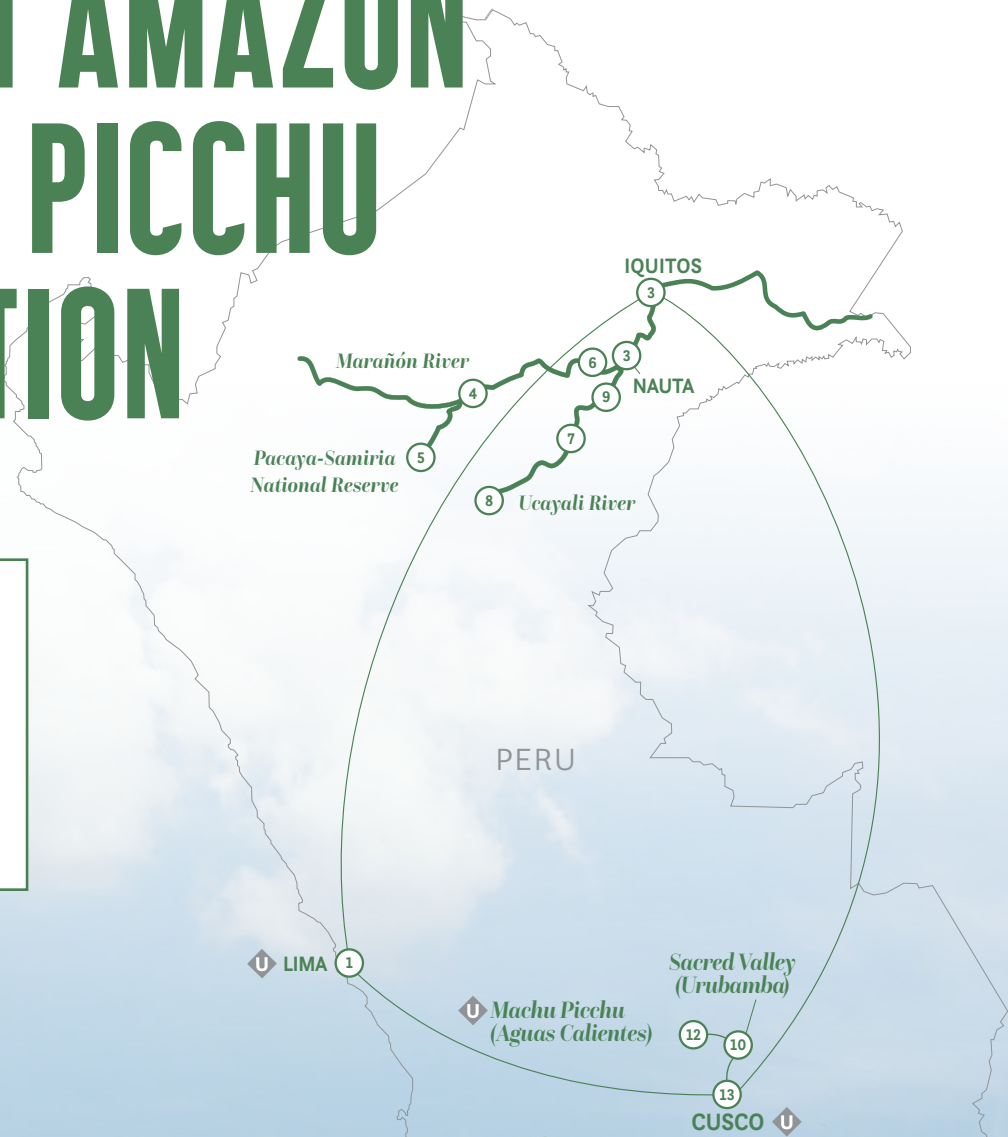 AMAZON
PICCHU
TION
IQUITOS
3
Marañón River
6
3
NAUTA
4
9
Pacaya-Samiria
National Reserve
5
7
8
Ucayali River
PERU
U LIMA 1
Sacred Valley
(Urubamba)
U Machu Picchu
(Aguas Calientes)
12
10
13
CUSCO U